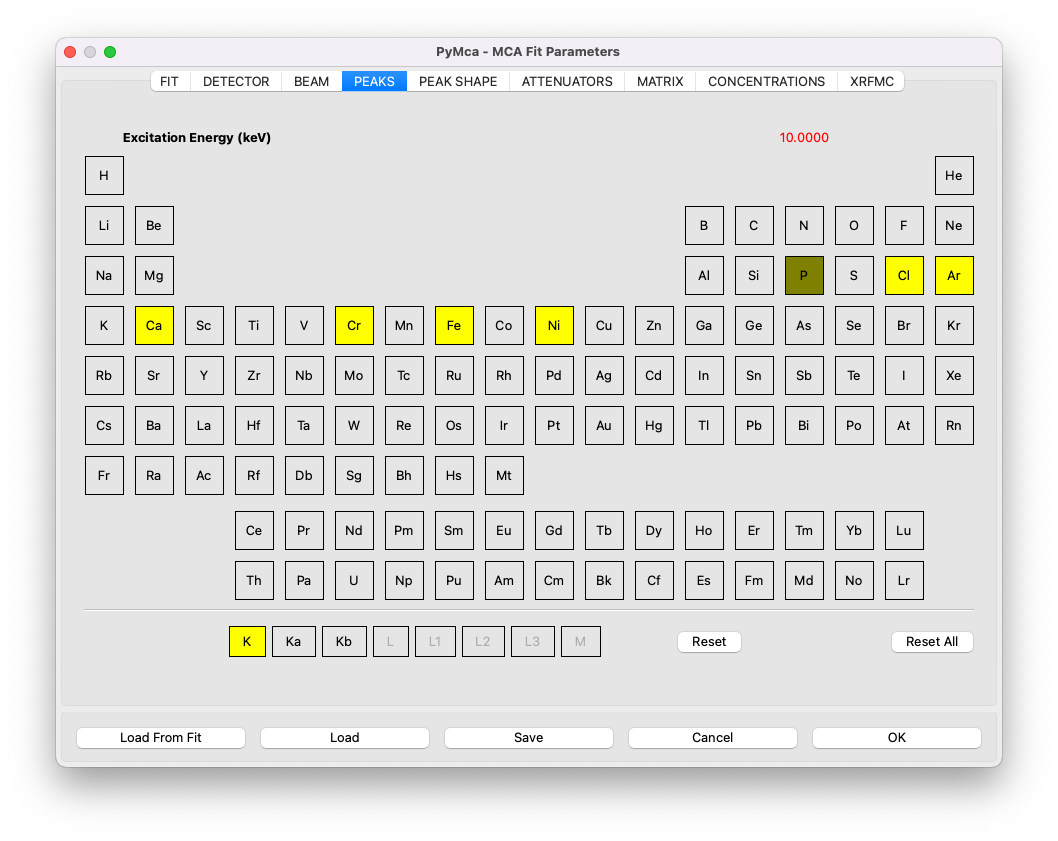 PyMca - MCA Fit Parameters
FIT DETECTOR BEAM PEAKS PEAK SHAPE ATTENUATORS MATRIX CONCENTRATIONS XRFMC
Excitation Energy (keV) 10.0000
H He
Li Be B C N O F Ne
Na Mg Al Si P S Cl Ar
K Ca Sc Ti V Cr Mn Fe Co Ni Cu Zn Ga Ge As Se Br Kr
Rb Sr Y Zr Nb Mo Tc Ru Rh Pd Ag Cd In Sn Sb Te I Xe
Cs Ba La Hf Ta W Re Os Ir Pt Au Hg Tl Pb Bi Po At Rn
Fr Ra Ac Rf Db Sg Bh Hs Mt
Ce Pr Nd Pm Sm Eu Gd Tb Dy Ho Er Tm Yb Lu
Th Pa U Np Pu Am Cm Bk Cf Es Fm Md No Lr
K Ka Kb L L1 L2 L3 M Reset Reset All
Load From Fit Load Save Cancel OK